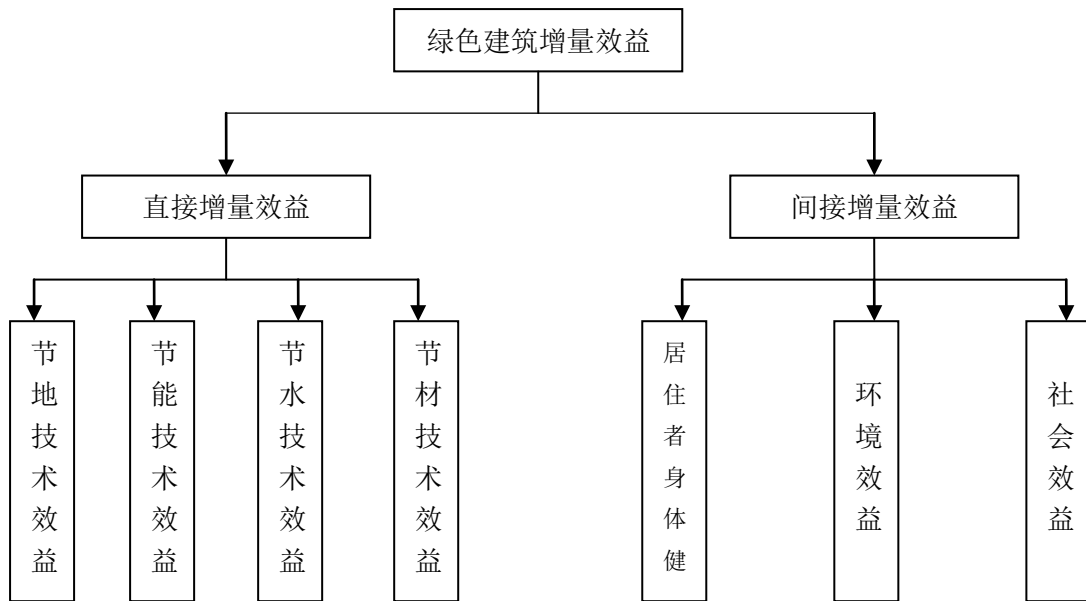 绿色建筑增量效益
直接增量效益
间接增量效益
节地技术效益
节能技术效益
节水技术效益
节材技术效益
居住者身体健
环境效益
社会效益